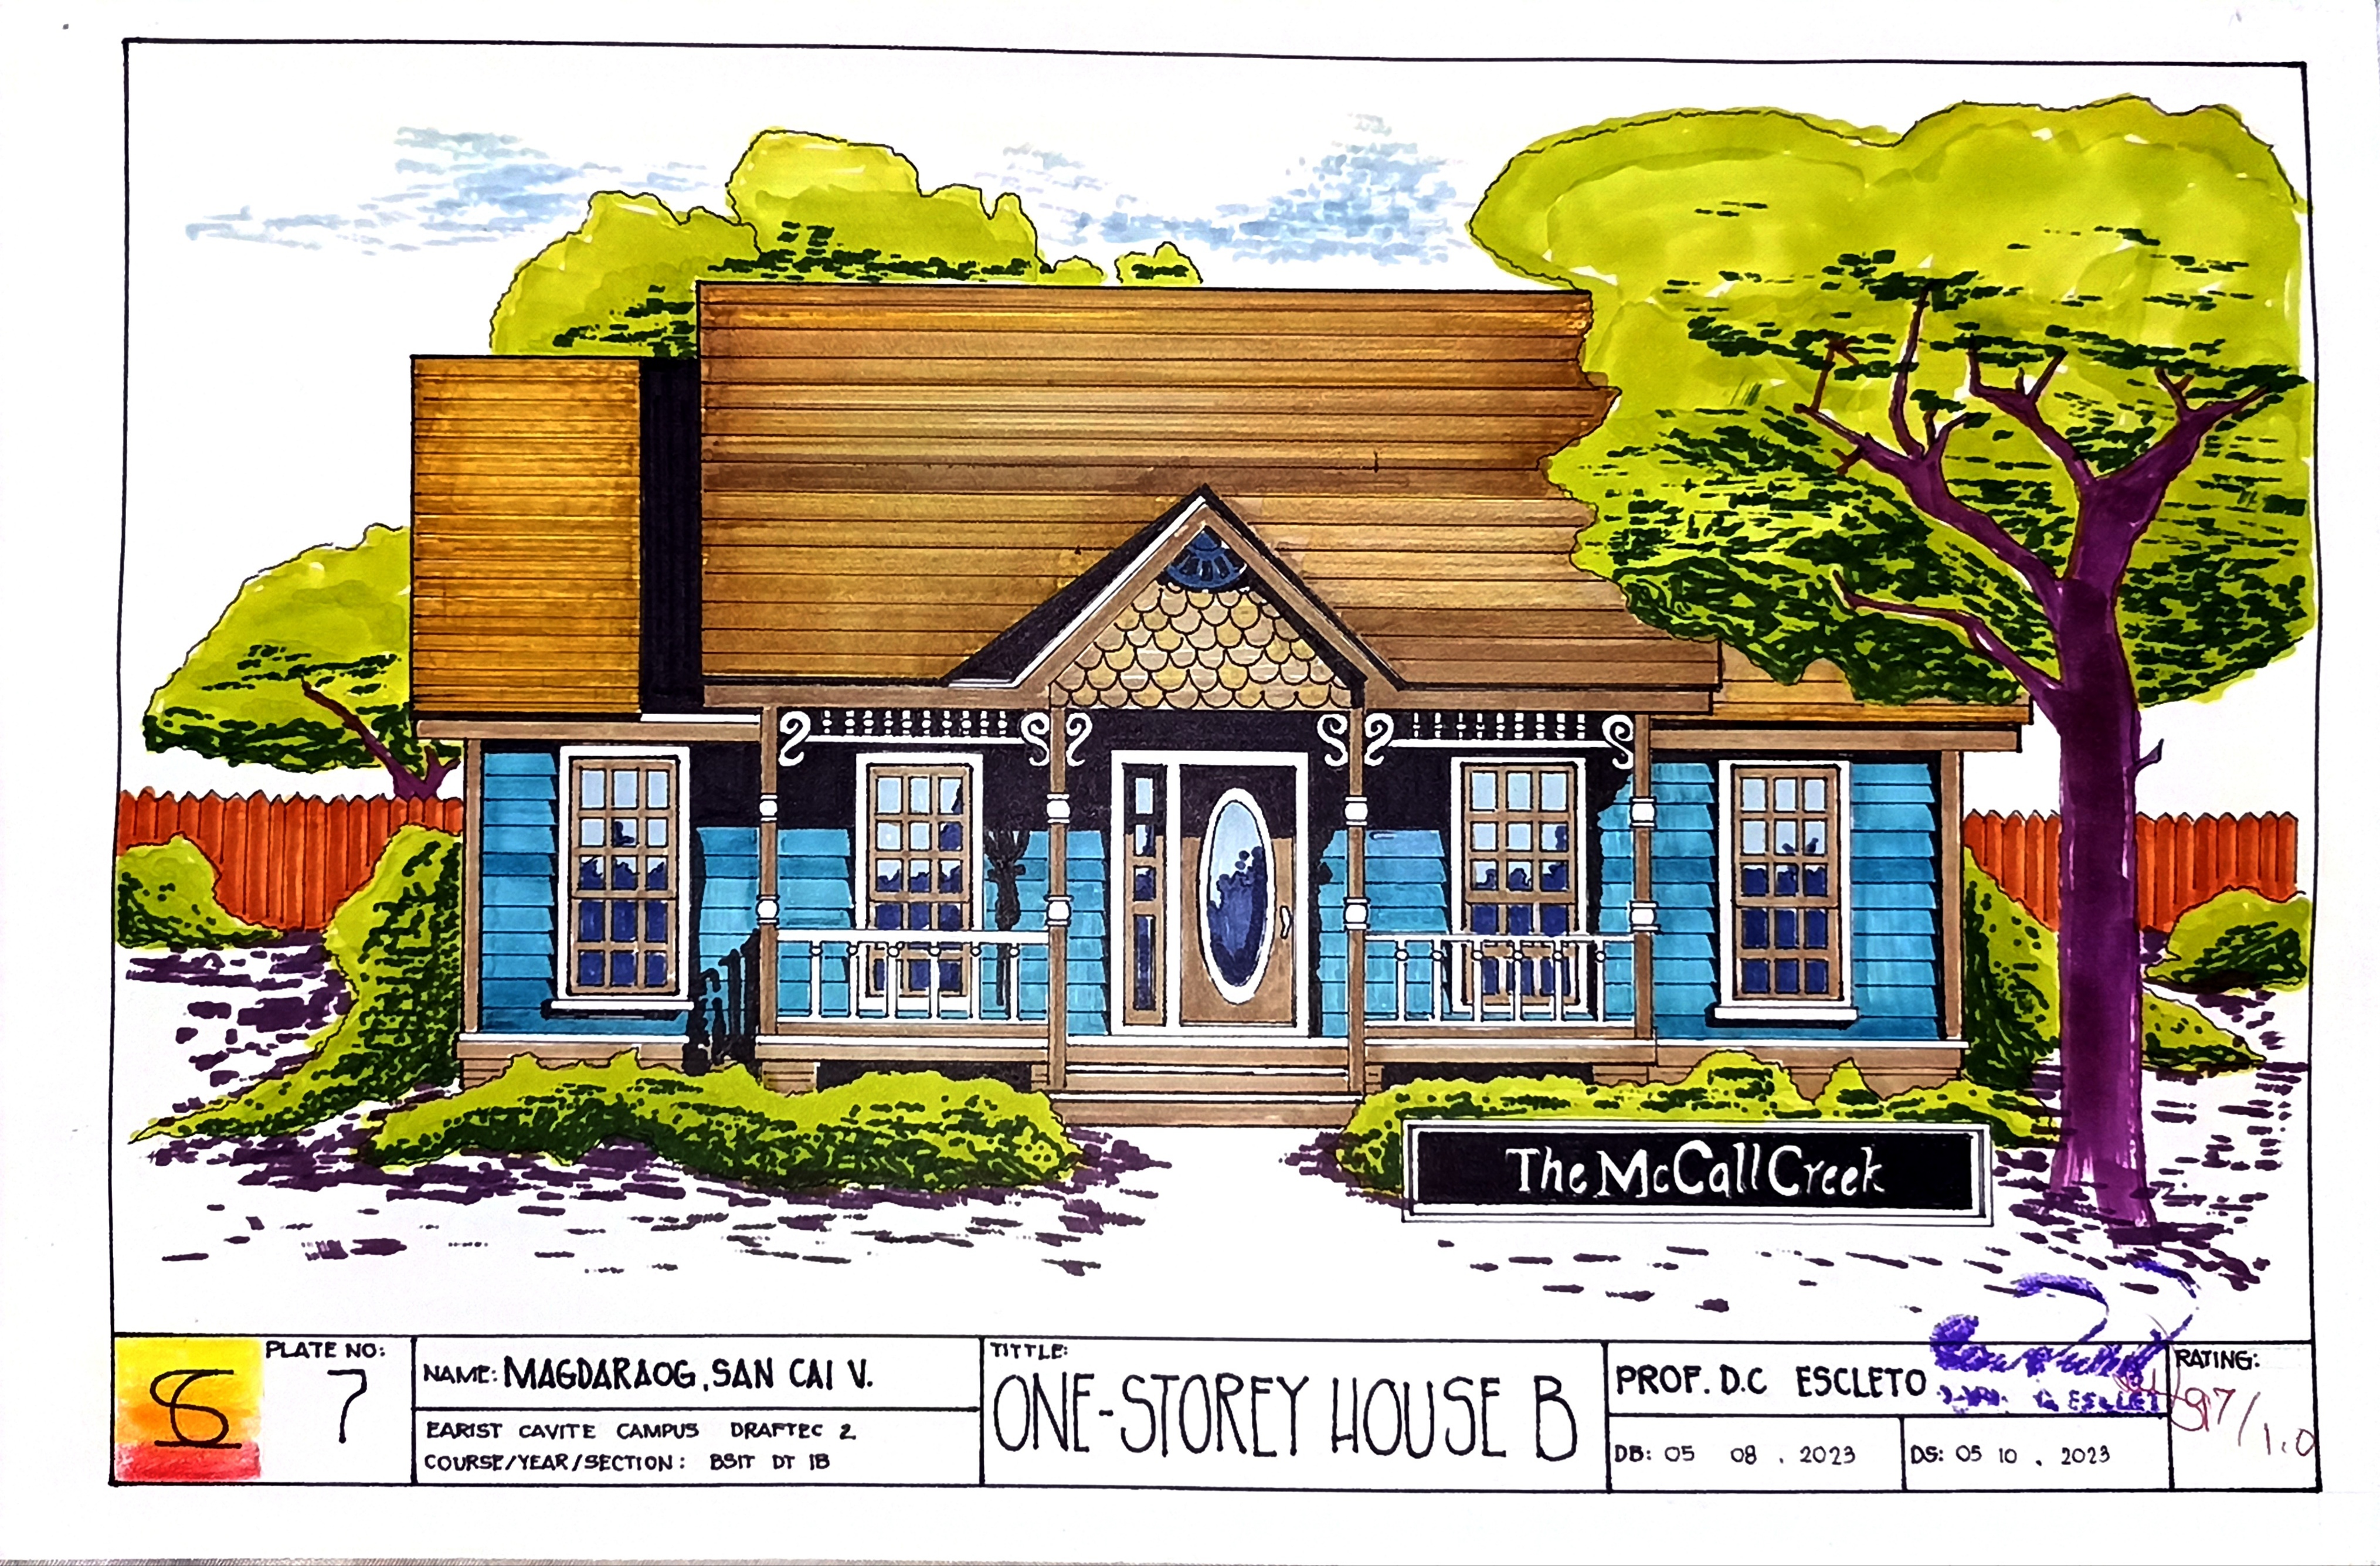 The McCall Creek
PLATE NO:
7
NAME: MAGDARAOG, SAN CAI V.
EARIST CAVITE CAMPUS DRAFTEC 2
COURSE/YEAR/SECTION: BSIT DT 1B
TITTLE:
ONE-STOREY HOUSE B
PROF. D.C ESCLETO
DB: 05 08 . 2023
DS: 05 10 . 2023
RATING:
97/1.0